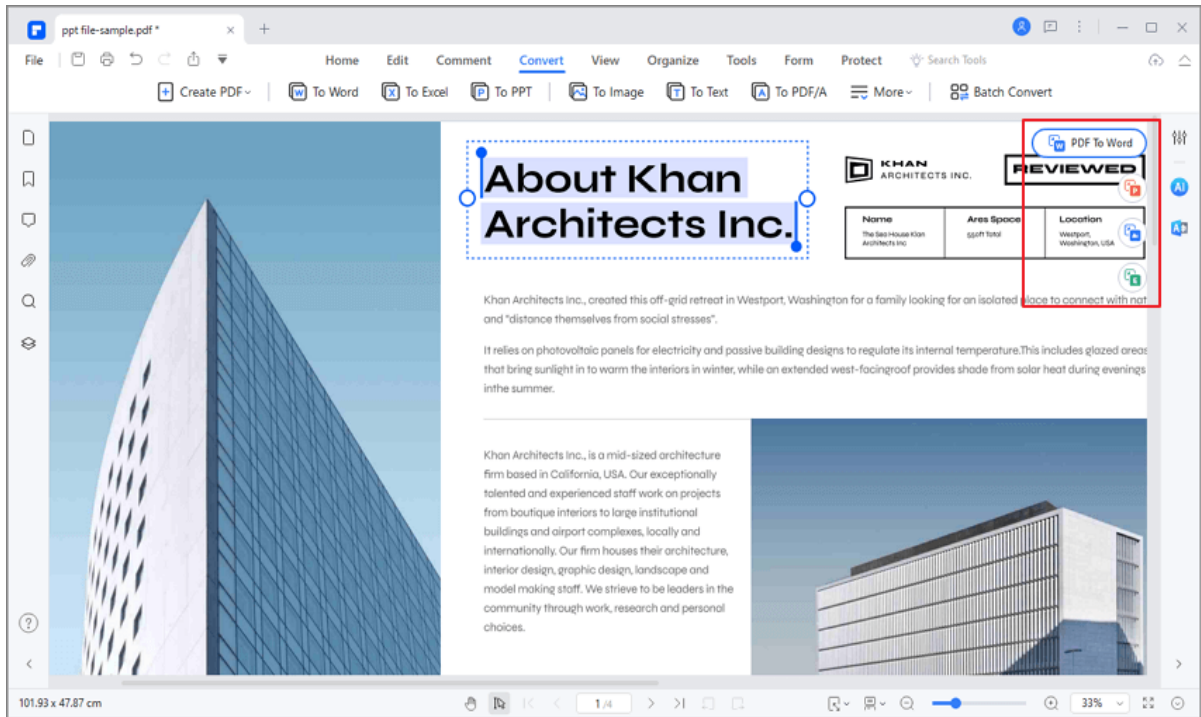 ppt file-sample.pdf *
File
Home Edit Comment Convert View Organize Tools Form Protect Search Tools
Create PDF To Word To Excel To PPT To Image To Text To PDF/A More Batch Convert
PDF To Word
About Khan
Architects Inc.
KHAN
ARCHITECTS INC.
REVIEWED
Name Ares Space Location
The Sea House Klan
Architects Inc
550ft Total
Westport,
Washington, USA
Khan Architects Inc., created this off-grid retreat in Westport, Washington for a family looking for an isolated place to connect with nat
and "distance themselves from social stresses".
It relies on photovoltaic panels for electricity and passive building designs to regulate its internal temperature.This includes glazed areas
that bring sunlight in to warm the interiors in winter, while an extended west-facingroof provides shade from solar heat during evenings
inthe summer.
Khan Architects Inc., is a mid-sized architecture
firm based in California, USA. Our exceptionally
talented and experienced staff work on projects
from boutique interiors to large institutional
buildings and airport complexes, locally and
internationally. Our firm houses their architecture,
interior design, graphic design, landscape and
model making staff. We strieve to be leaders in the
community through work, research and personal
choices.
101.93 x 47.87 cm
1/4
33%